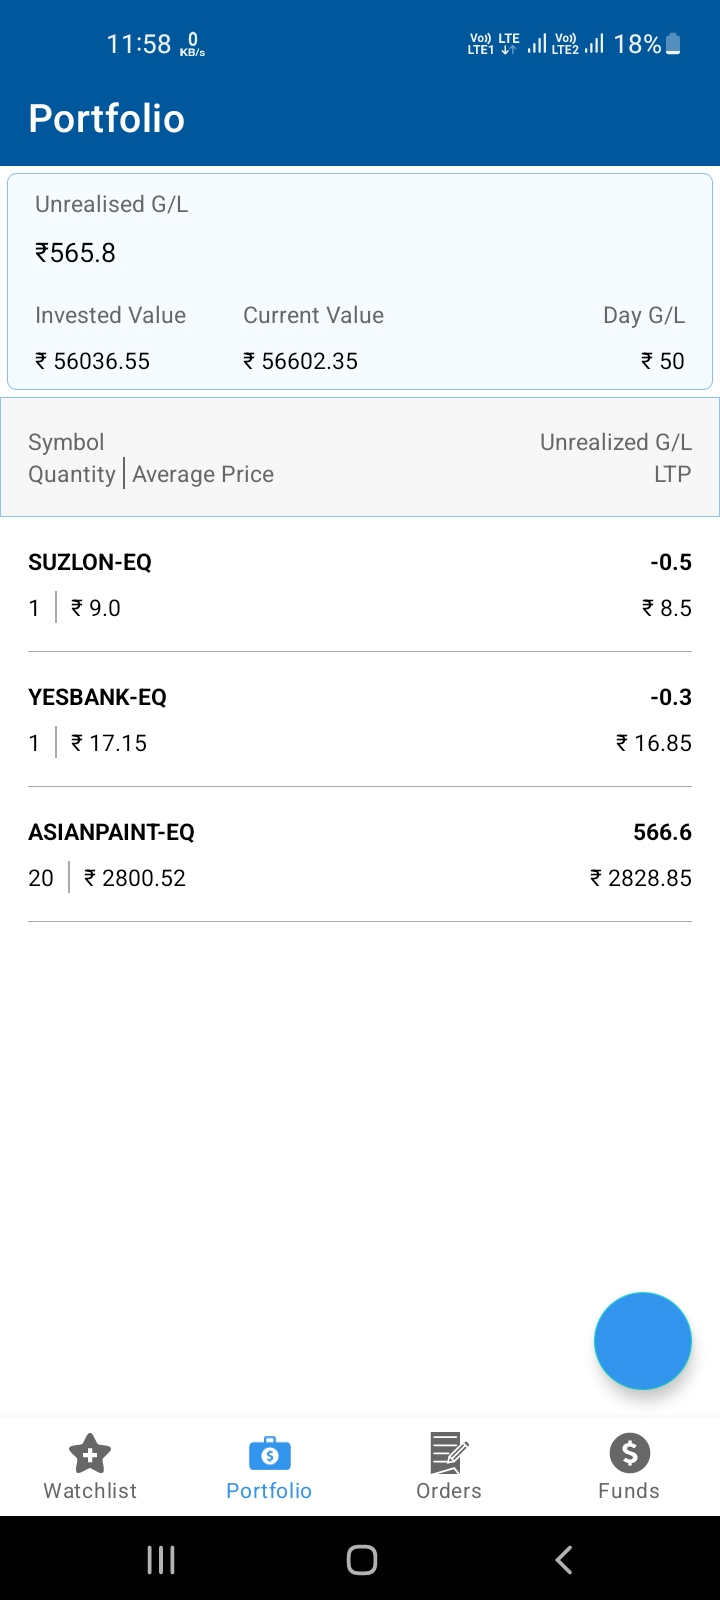 11:58 0 KB/s Vo)) LTE1 LTE Vo)) LTE2 18%
Portfolio
Unrealised G/L
₹565.8
Invested Value Current Value Day G/L
₹ 56036.55 ₹ 56602.35 ₹ 50
Symbol Unrealized G/L
Quantity | Average Price LTP
SUZLON-EQ -0.5
1 | ₹ 9.0 ₹ 8.5
YESBANK-EQ -0.3
1 | ₹ 17.15 ₹ 16.85
ASIANPAINT-EQ 566.6
20 | ₹ 2800.52 ₹ 2828.85
Watchlist Portfolio Orders Funds